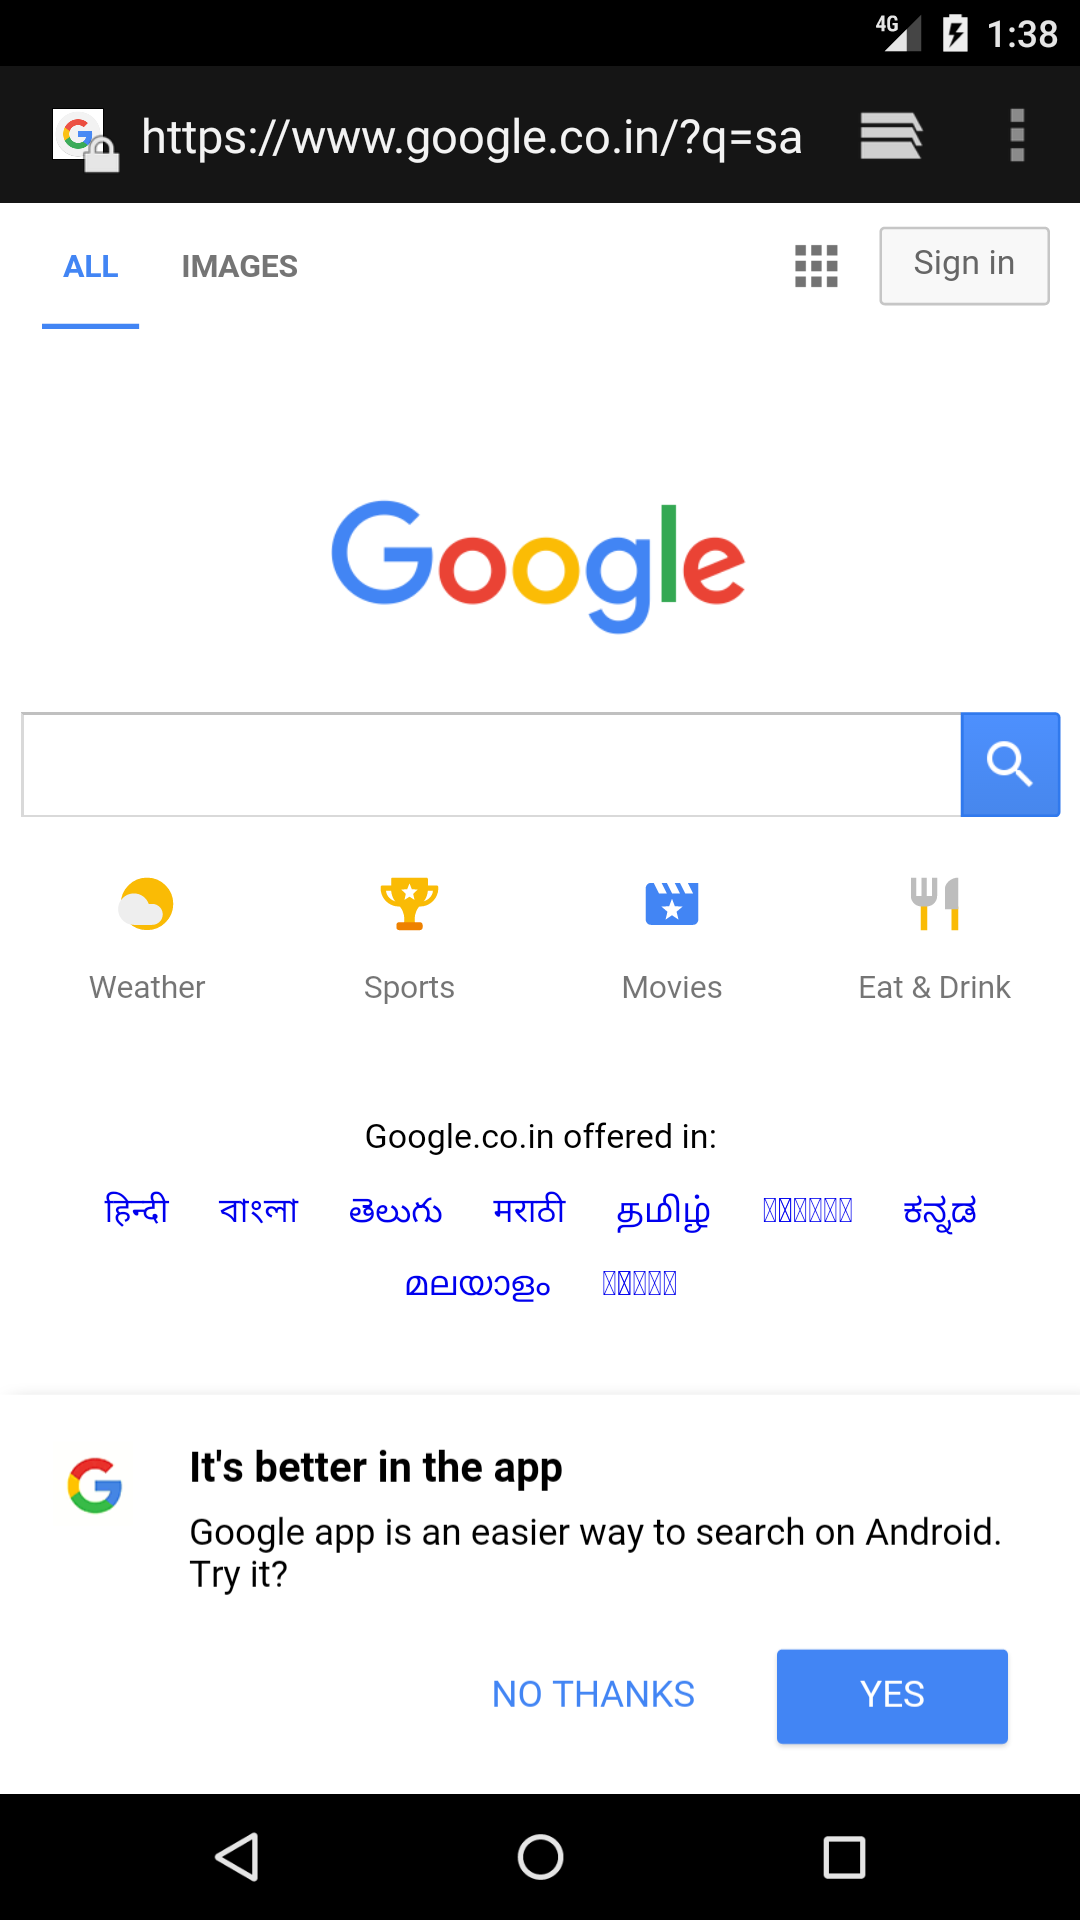 4G 1:38
https://www.google.co.in/?q=sa
ALL IMAGES Sign in
Google
Weather Sports Movies Eat & Drink
Google.co.in offered in:
हिन्दी বাংলা తెలుగు मराठी தமிழ் ಕನ್ನಡ
മലയാളം
It's better in the app
Google app is an easier way to search on Android.
Try it?
NO THANKS YES